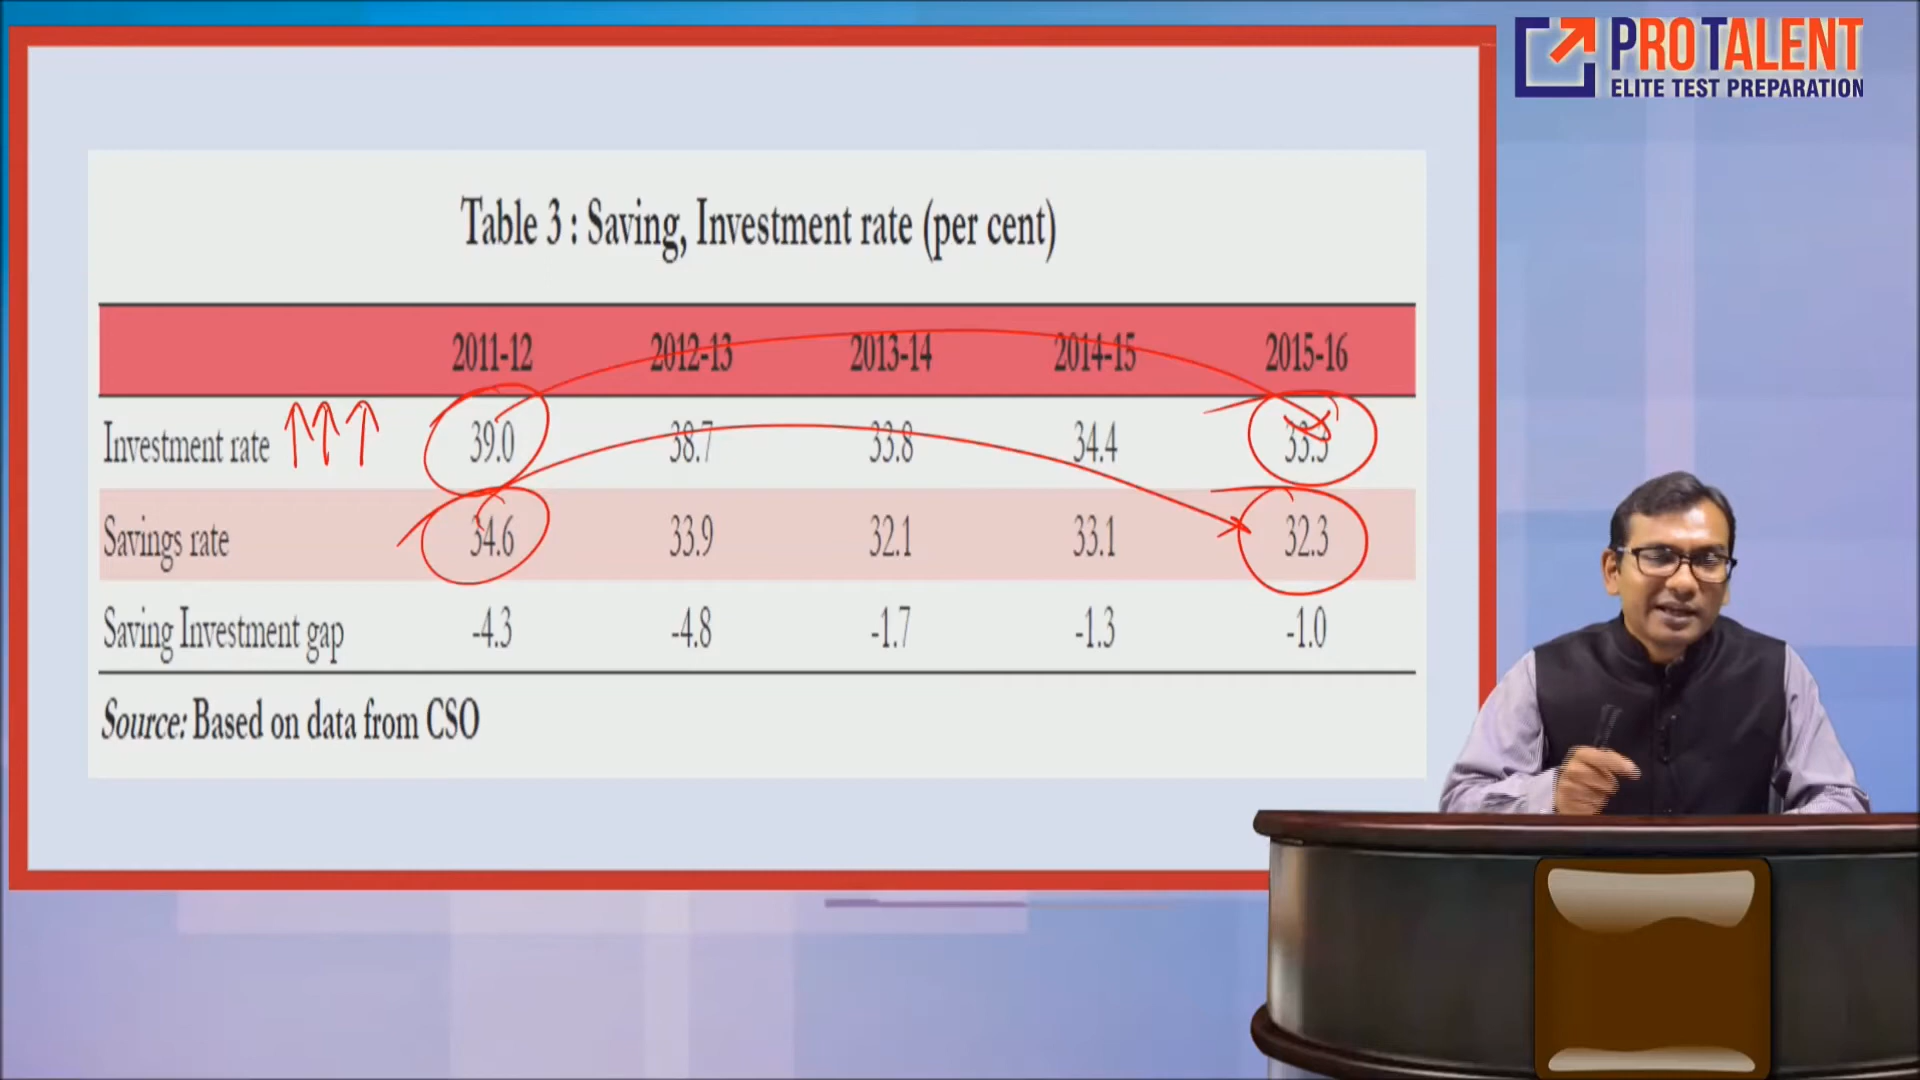 PROTALENT
ELITE TEST PREPARATION
Table 3 : Saving, Investment rate (per cent)
2011-12 2012-13 2013-14 2014-15 2015-16
Investment rate 39.0 38.7 33.8 34.4 33.3
Savings rate 34.6 33.9 32.1 33.1 32.3
Saving Investment gap -4.3 -4.8 -1.7 -1.3 -1.0
Source: Based on data from CSO